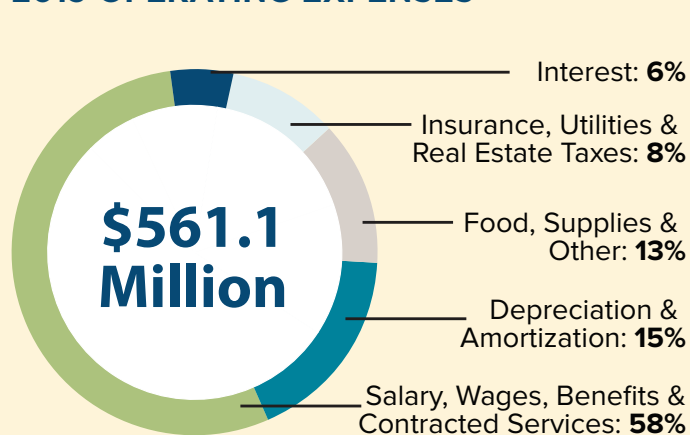 Interest: 6%
Insurance, Utilities &
Real Estate Taxes: 8%
$561.1
Million
Food, Supplies &
Other: 13%
Depreciation &
Amortization: 15%
Salary, Wages, Benefits &
Contracted Services: 58%